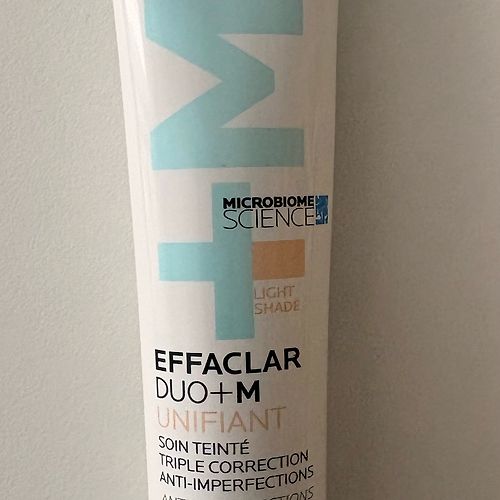 +M
MICROBIOME
SCIENCE
LIGHT
SHADE
EFFACLAR
DUO+M
UNIFIANT
SOIN TEINTÉ
TRIPLE CORRECTION
ANTI-IMPERFECTIONS